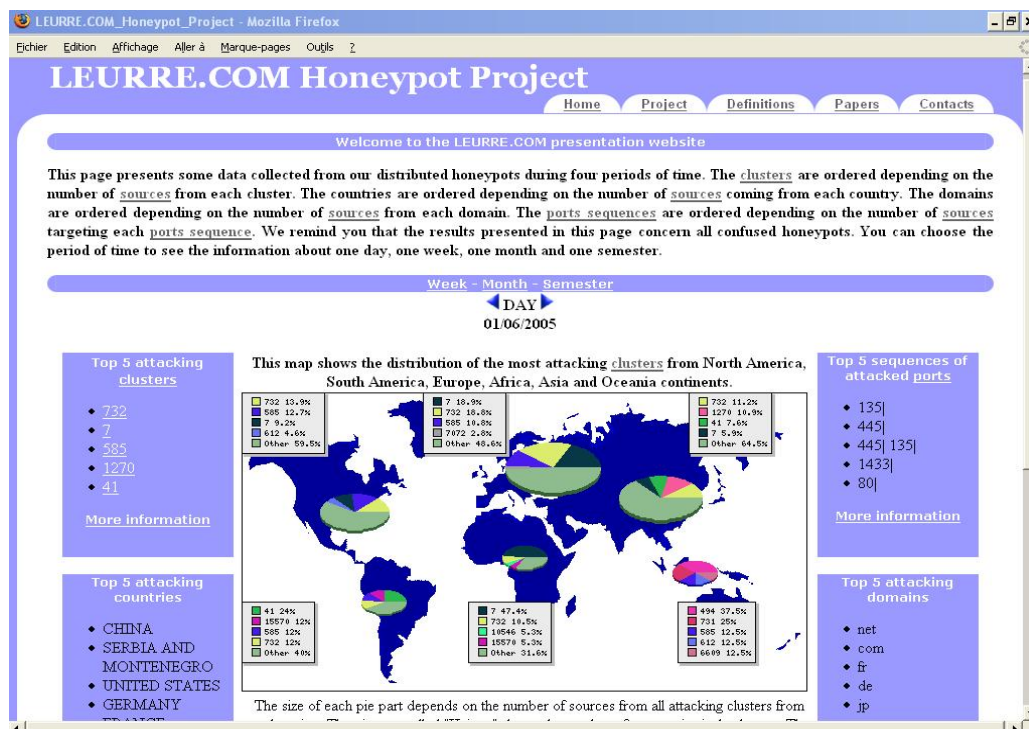 LEURRE.COM_Honeypot_Project - Mozilla Firefox
Fichier Edition Affichage Aller à Marque-pages Outils ?
LEURRE.COM Honeypot Project
Home Project Definitions Papers Contacts
Welcome to the LEURRE.COM presentation website
This page presents some data collected from our distributed honeypots during four periods of time. The clusters are ordered depending on the
number of sources from each cluster. The countries are ordered depending on the number of sources coming from each country. The domains
are ordered depending on the number of sources from each domain. The ports sequences are ordered depending on the number of sources
targeting each ports sequence. We remind you that the results presented in this page concern all confused honeypots. You can choose the
period of time to see the information about one day, one week, one month and one semester.
Week - Month - Semester
DAY
01/06/2005
Top 5 attacking
clusters
732
7
585
1270
41
More information
Top 5 attacking
countries
CHINA
SERBIA AND
MONTENEGRO
UNITED STATES
GERMANY
FRANCE
This map shows the distribution of the most attacking clusters from North America,
South America, Europe, Africa, Asia and Oceania continents.
732 13.9%
585 12.7%
7 9.2%
612 4.6%
Other 59.5%
7 18.9%
732 18.8%
585 10.8%
7072 2.8%
Other 48.6%
732 11.2%
1270 10.9%
41 7.6%
7 5.9%
Other 64.5%
41 24%
15570 12%
585 12%
732 12%
Other 40%
7 47.4%
732 10.5%
10546 5.3%
15570 5.3%
Other 31.6%
494 37.5%
731 25%
585 12.5%
612 12.5%
6609 12.5%
The size of each pie part depends on the number of sources from all attacking clusters from
Top 5 sequences of
attacked ports
135|
445|
445| 135|
1433|
80|
More information
Top 5 attacking
domains
net
com
fr
de
jp